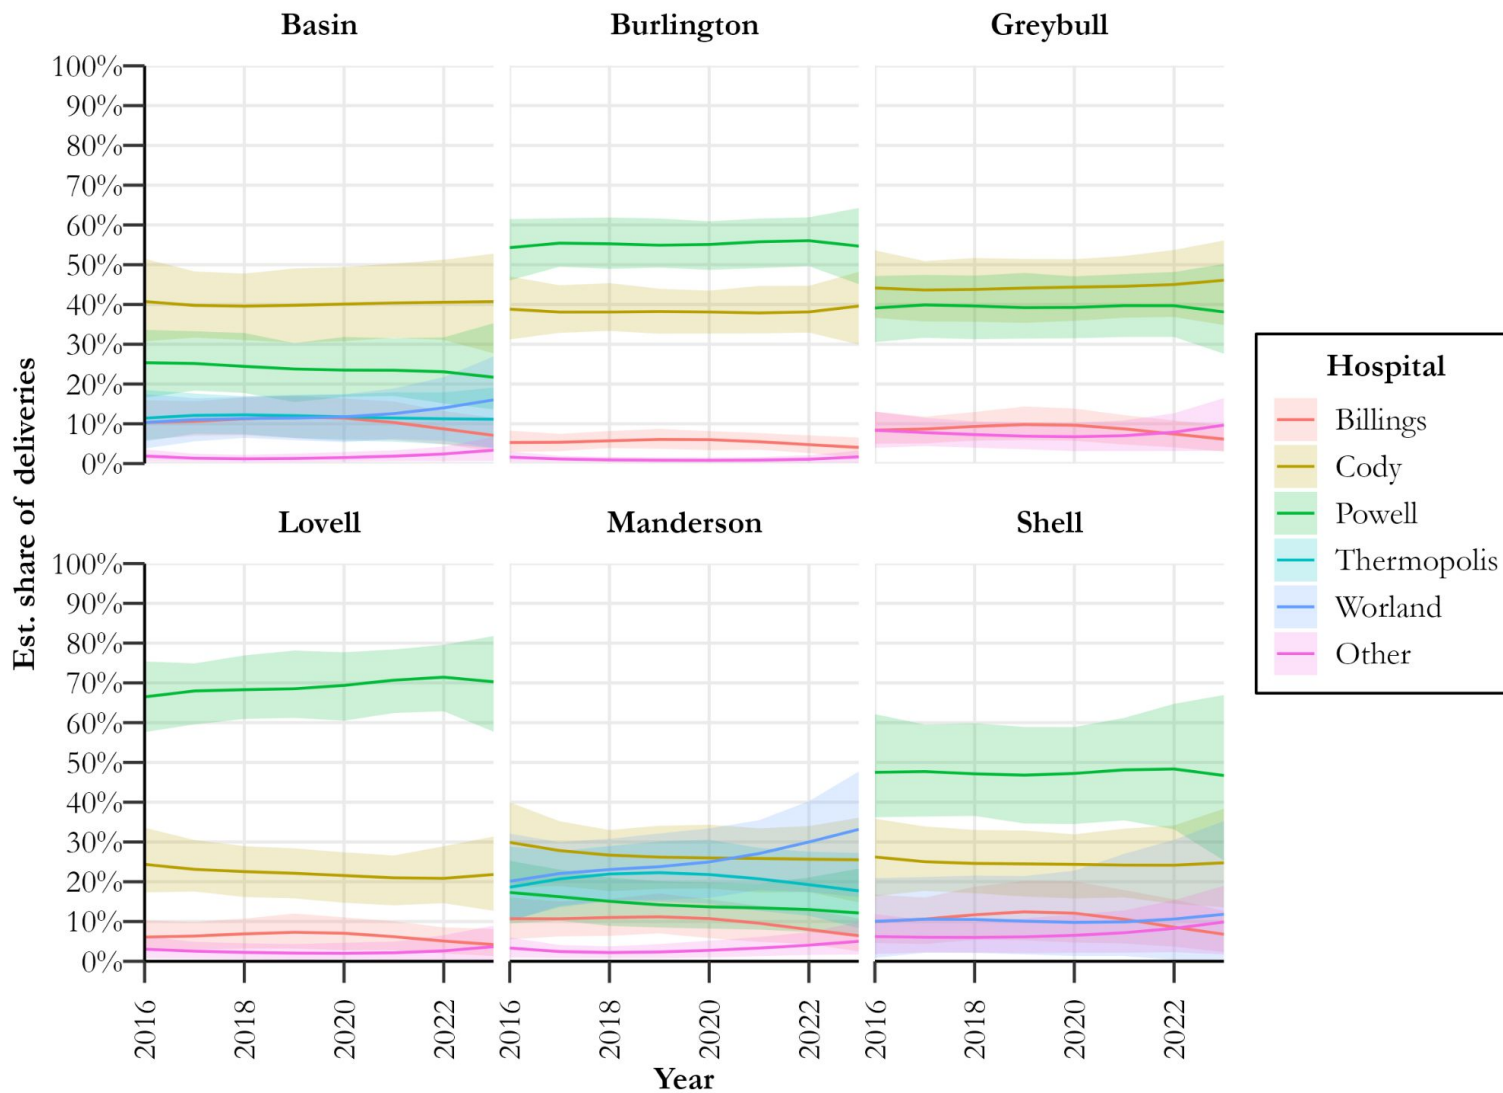 Basin Burlington Greybull
100%
90%
80%
70%
60%
50%
40%
30%
20%
10%
0%
Lovell Manderson Shell
100%
90%
80%
70%
60%
50%
40%
30%
20%
10%
0%
2016 2018 2020 2022 2016 2018 2020 2022 2016 2018 2020 2022
Year
Est. share of deliveries
Hospital
Billings
Cody
Powell
Thermopolis
Worland
Other